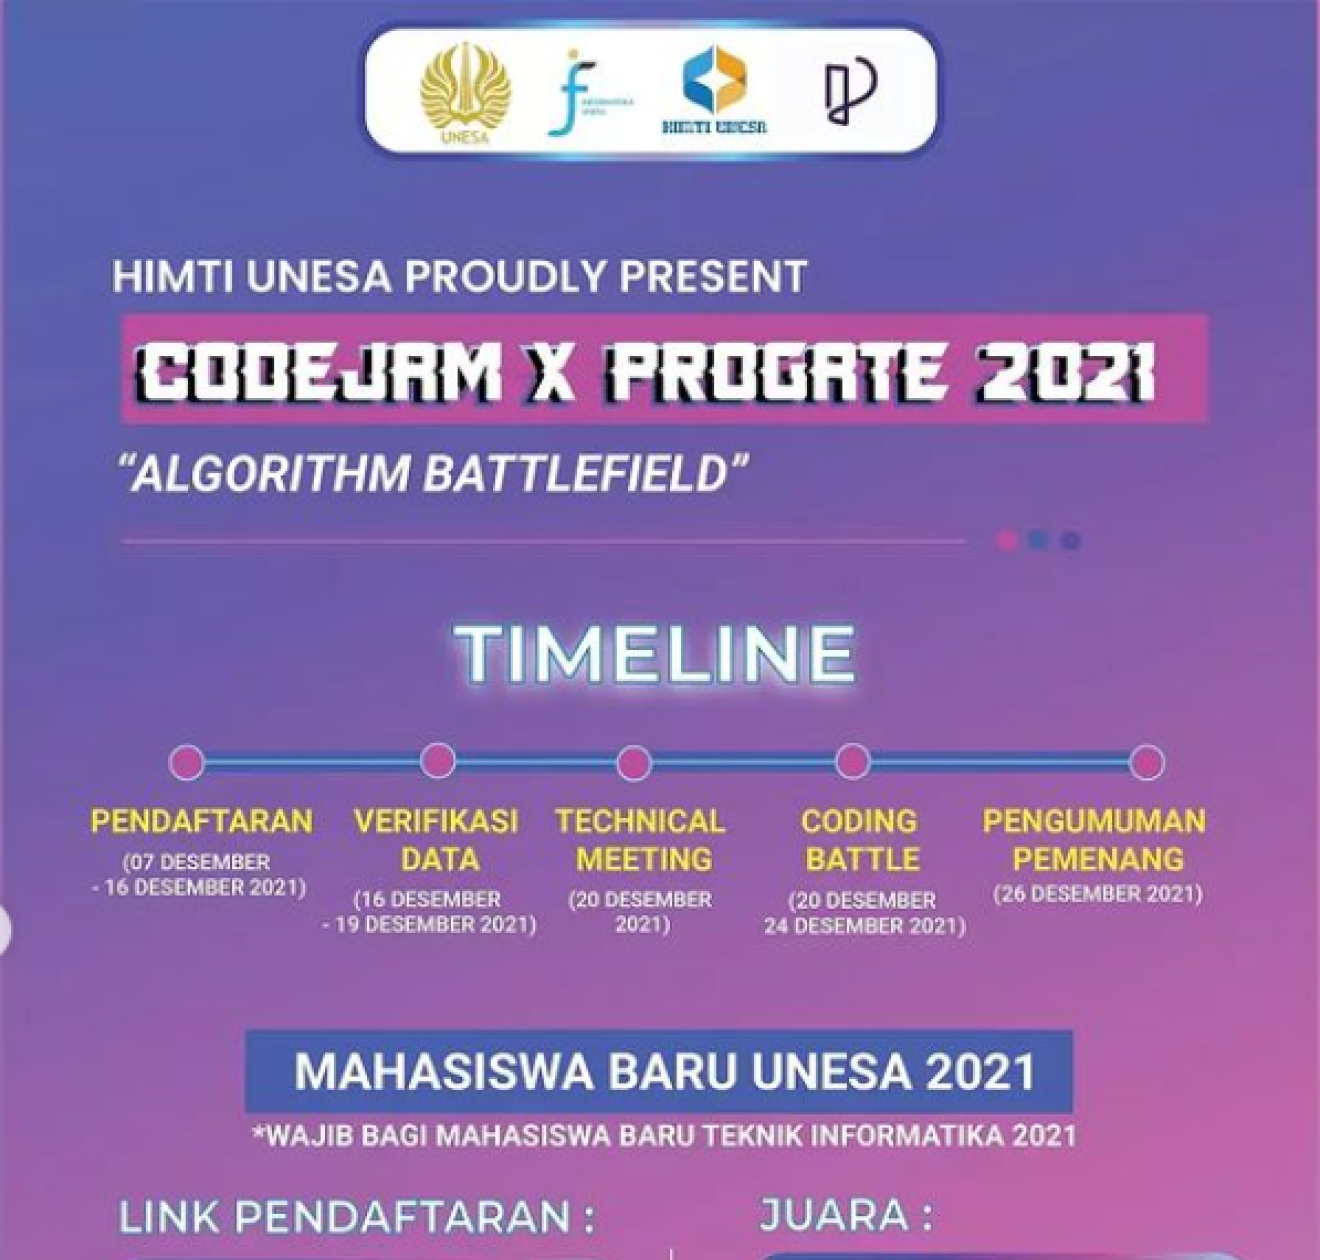 UNESA
HIMTI UNESA
HIMTI UNESA PROUDLY PRESENT
CODEJAM X PROGATE 2021
“ALGORITHM BATTLEFIELD”
TIMELINE
PENDAFTARAN
(07 DESEMBER
- 16 DESEMBER 2021)
VERIFIKASI
DATA
(16 DESEMBER
- 19 DESEMBER 2021)
TECHNICAL
MEETING
(20 DESEMBER
2021)
CODING
BATTLE
(20 DESEMBER
24 DESEMBER 2021)
PENGUMUMAN
PEMENANG
(26 DESEMBER 2021)
MAHASISWA BARU UNESA 2021
*WAJIB BAGI MAHASISWA BARU TEKNIK INFORMATIKA 2021
LINK PENDAFTARAN :
JUARA :